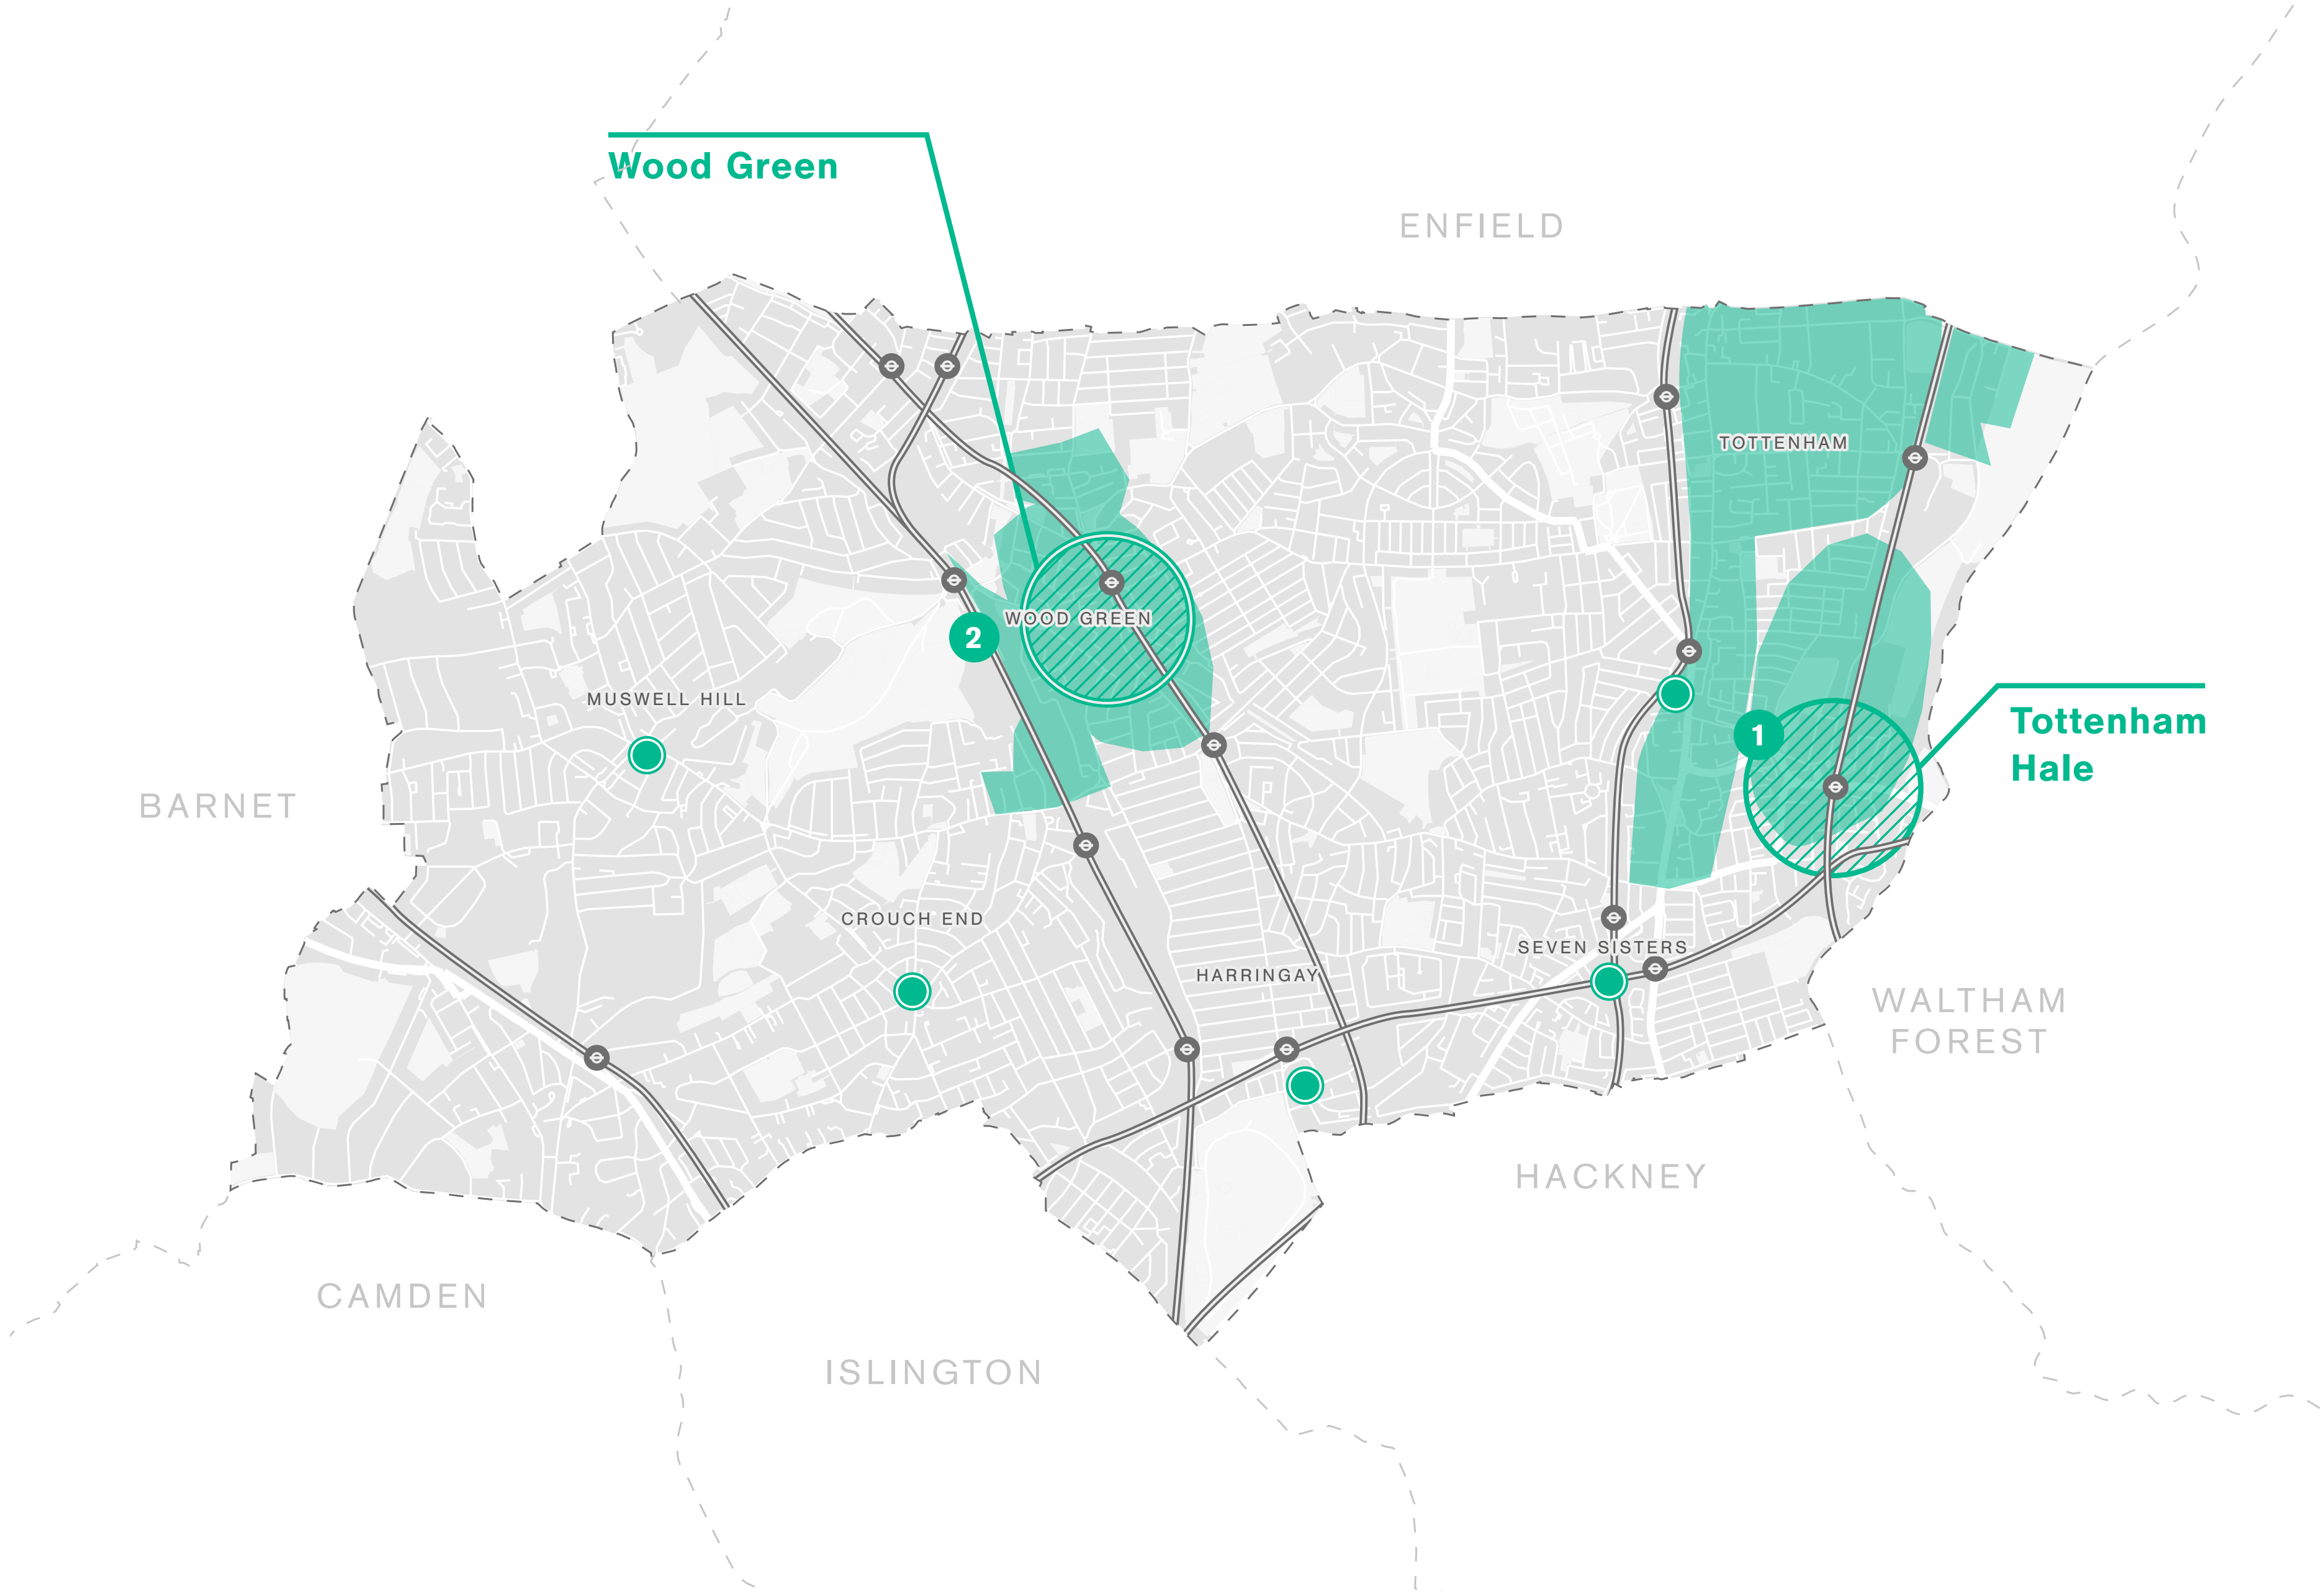 Wood Green
ENFIELD
TOTTENHAM
WOOD GREEN
2
MUSWELL HILL
1
Tottenham
Hale
BARNET
CROUCH END
SEVEN SISTERS
HARRINGAY
WALTHAM
FOREST
HACKNEY
CAMDEN
ISLINGTON